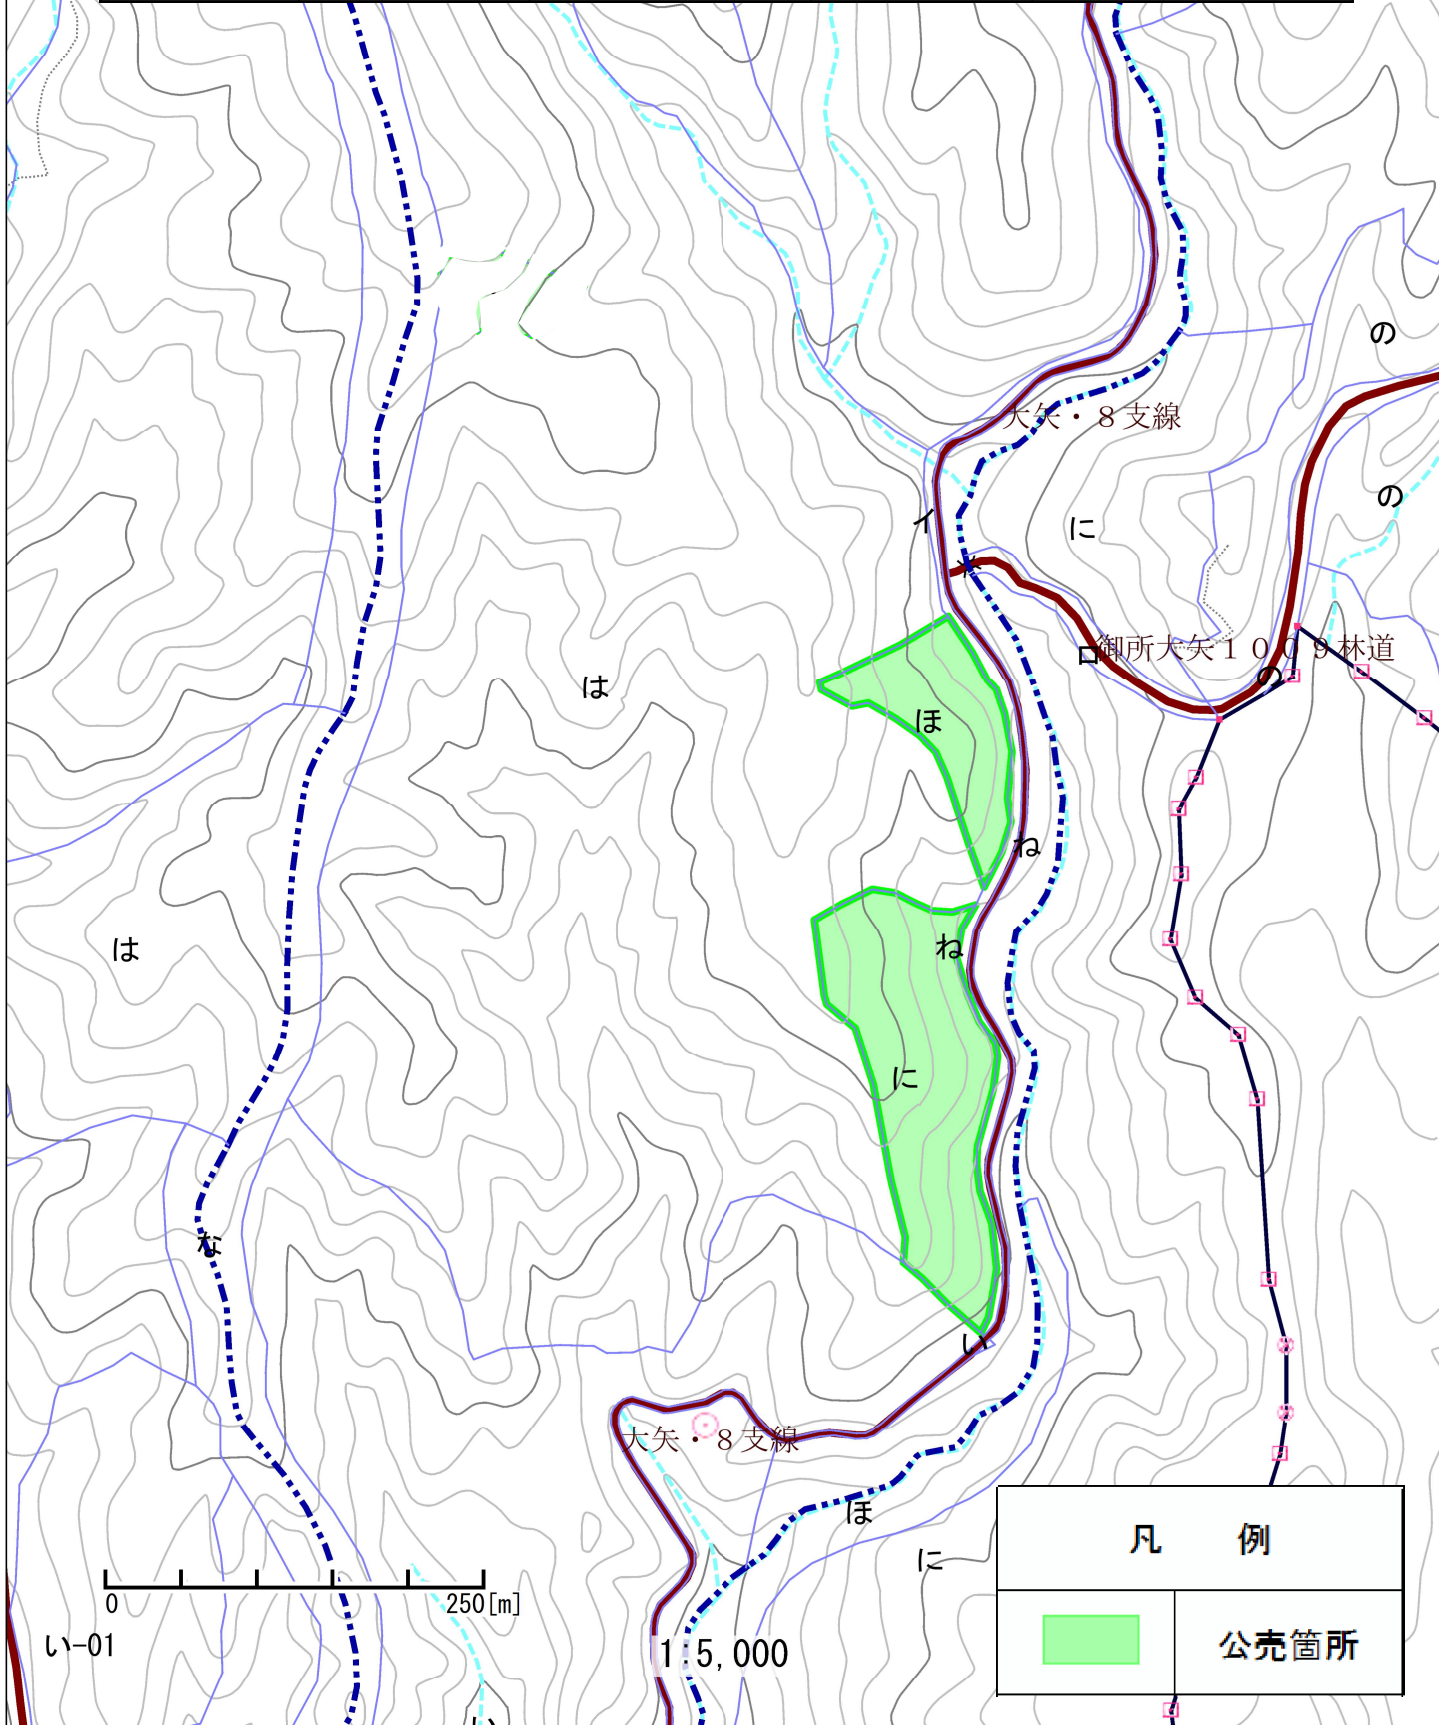 の
大矢・８支線
の
イ
に
御所大矢１００９林道
ロ
の
は
ほ
ね
は
ね
に
な
い
大矢・８支線
ほ
に
凡 例
公売箇所
0 250[m]
い-01
1:5,000
い